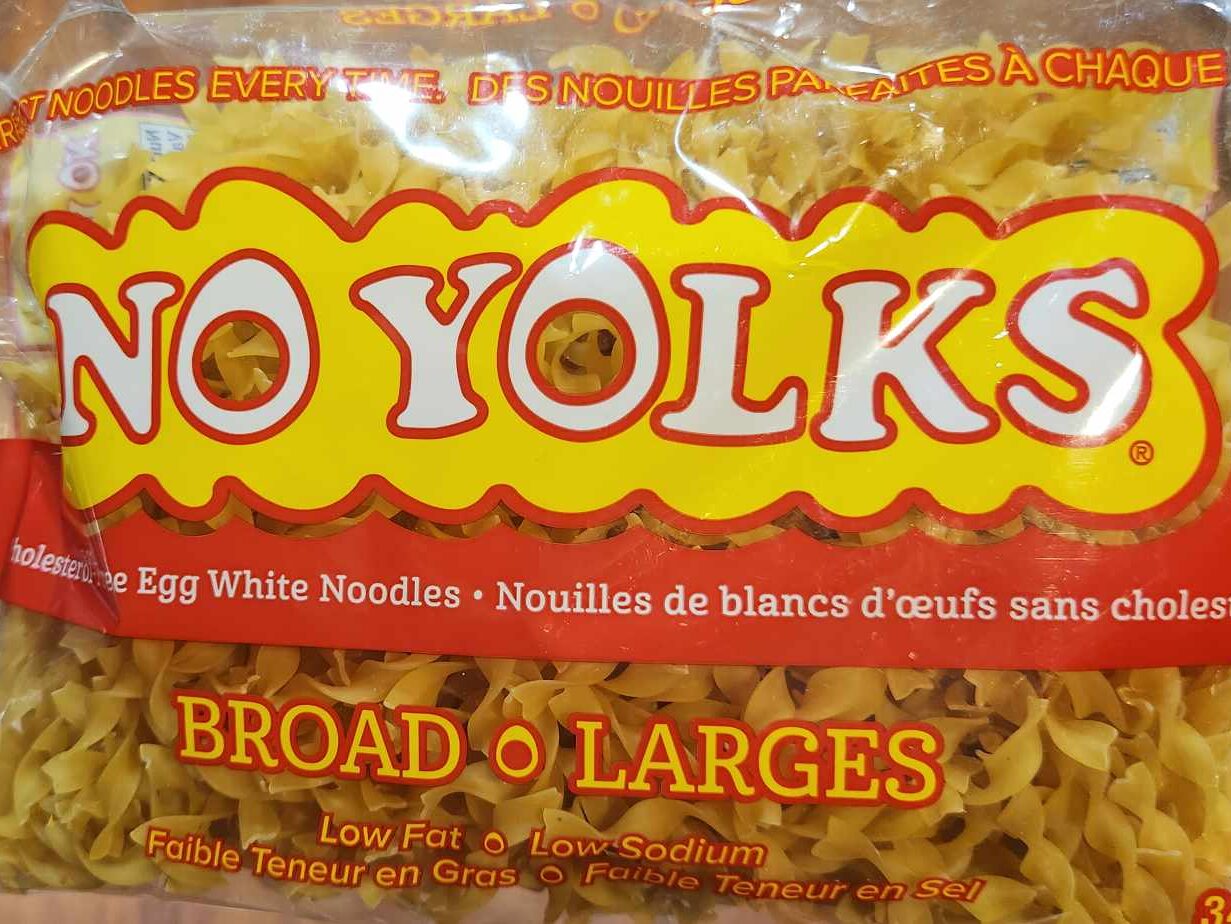 NOODLES EVERY TIME. DES NOUILLES PARFAITES À CHAQUE
NO YOLKS®
Egg White Noodles • Nouilles de blancs d'œufs sans
BROAD LARGES
Low Fat Low Sodium
Faible Teneur en Gras Faible Teneur en Sel